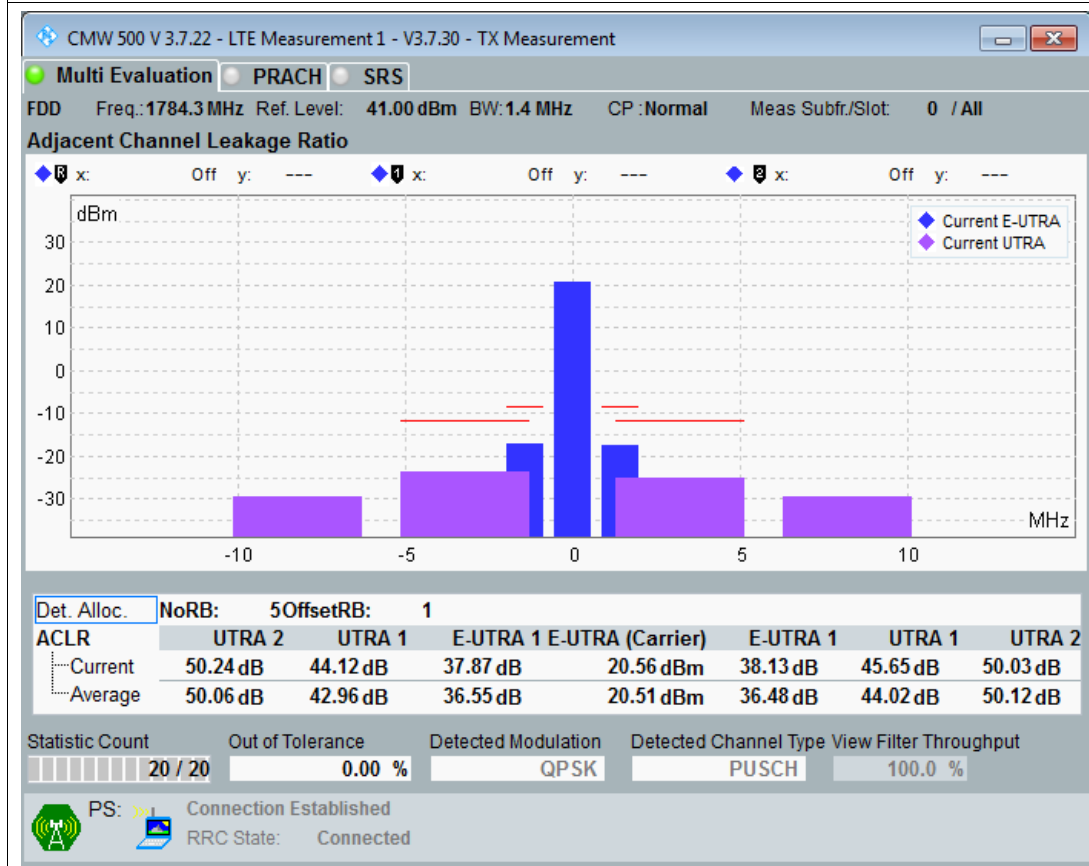 CMW 500 V 3.7.22 - LTE Measurement 1 - V3.7.30 - TX Measurement
Multi Evaluation PRACH SRS
FDD Freq.: 1784.3 MHz Ref. Level: 41.00 dBm BW: 1.4 MHz CP : Normal Meas Subfr./Slot: 0 / All
Adjacent Channel Leakage Ratio
R x: Off y: --- 1 x: Off y: --- 2 x: Off y: ---
dBm
Current E-UTRA
Current UTRA
30
20
10
0
-10
-20
-30
MHz
-10 -5 0 5 10
Det. Alloc. NoRB: 5 OffsetRB: 1
ACLR UTRA 2 UTRA 1 E-UTRA 1 E-UTRA (Carrier) E-UTRA 1 UTRA 1 UTRA 2
Current 50.24 dB 44.12 dB 37.87 dB 20.56 dBm 38.13 dB 45.65 dB 50.03 dB
Average 50.06 dB 42.96 dB 36.55 dB 20.51 dBm 36.48 dB 44.02 dB 50.12 dB
Statistic Count Out of Tolerance Detected Modulation Detected Channel Type View Filter Throughput
20 / 20 0.00 % QPSK PUSCH 100.0 %
PS: Connection Established
RRC State: Connected